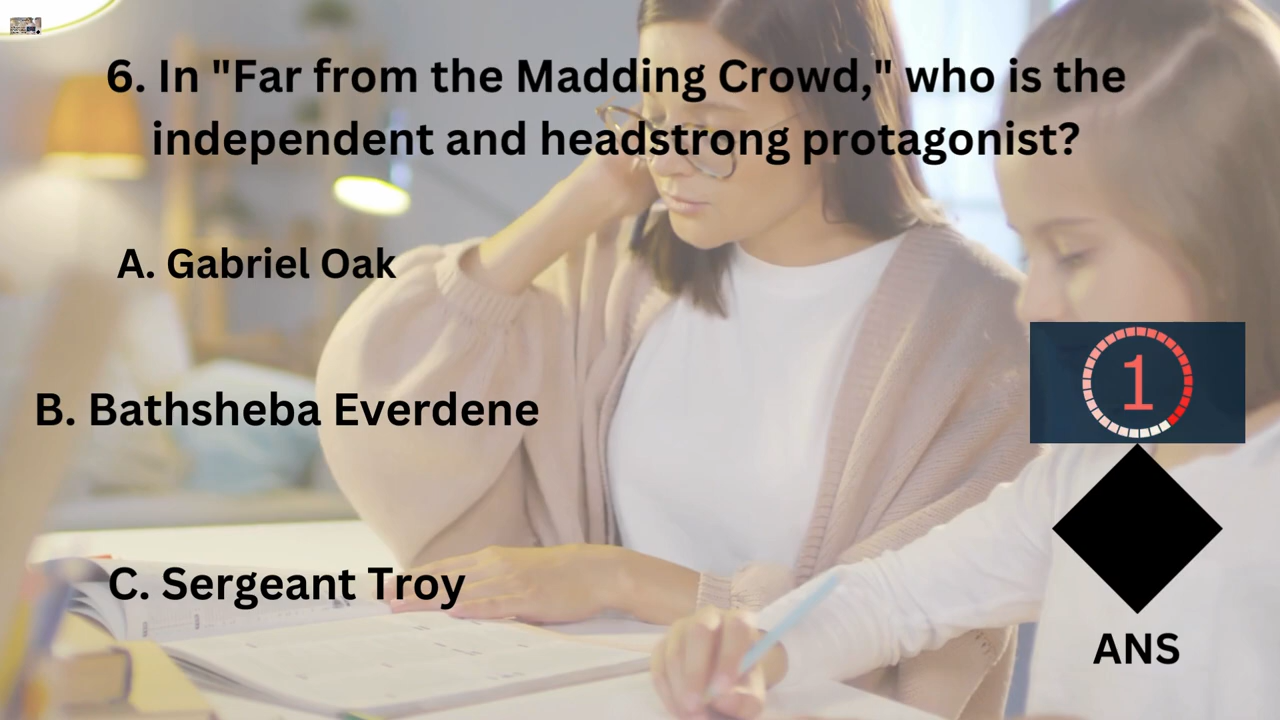 6. In "Far from the Madding Crowd," who is the
independent and headstrong protagonist?
A. Gabriel Oak
B. Bathsheba Everdene
1
C. Sergeant Troy
ANS